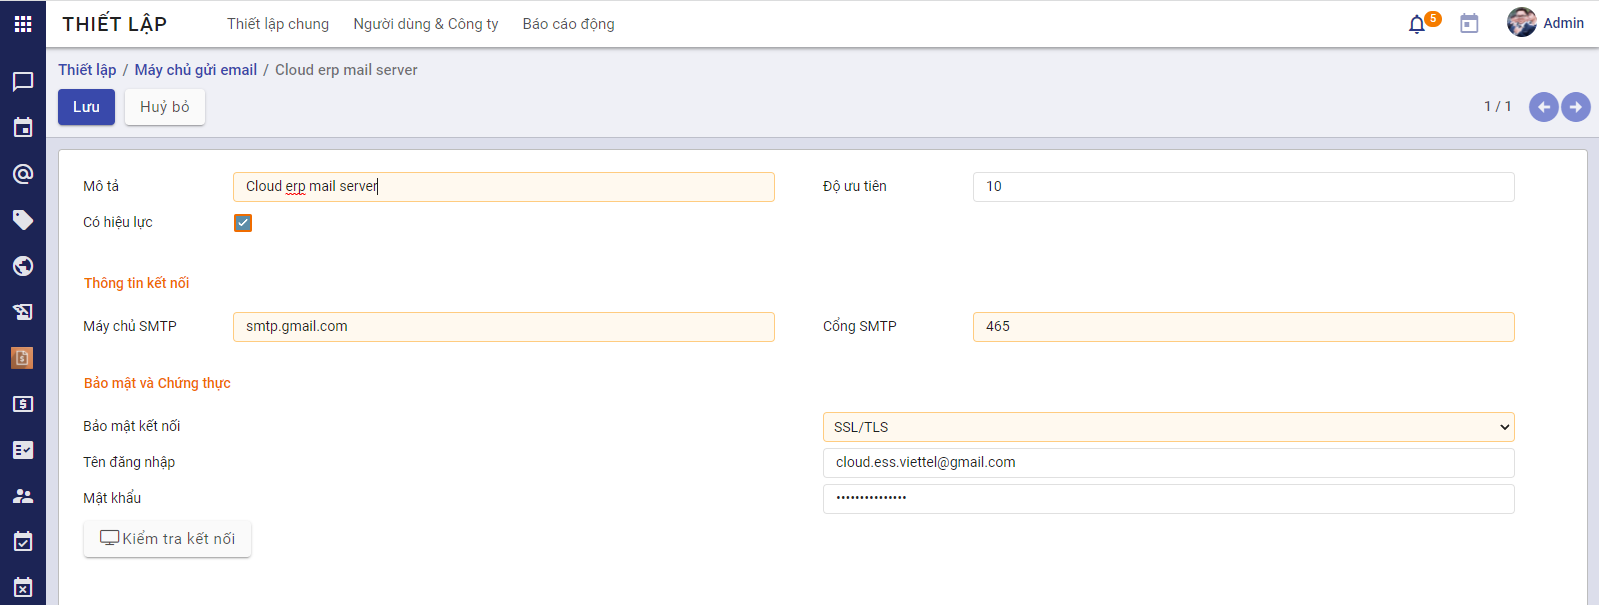 THIẾT LẬP Thiết lập chung Người dùng & Công ty Báo cáo động 5 Admin
Thiết lập / Máy chủ gửi email / Cloud erp mail server
Lưu Huỷ bỏ 1 / 1
Mô tả Cloud erp mail server Độ ưu tiên 10
Có hiệu lực
Thông tin kết nối
Máy chủ SMTP smtp.gmail.com Cổng SMTP 465
Bảo mật và Chứng thực
Bảo mật kết nối SSL/TLS
Tên đăng nhập cloud.ess.viettel@gmail.com
Mật khẩu •••••••••••••••
Kiểm tra kết nối